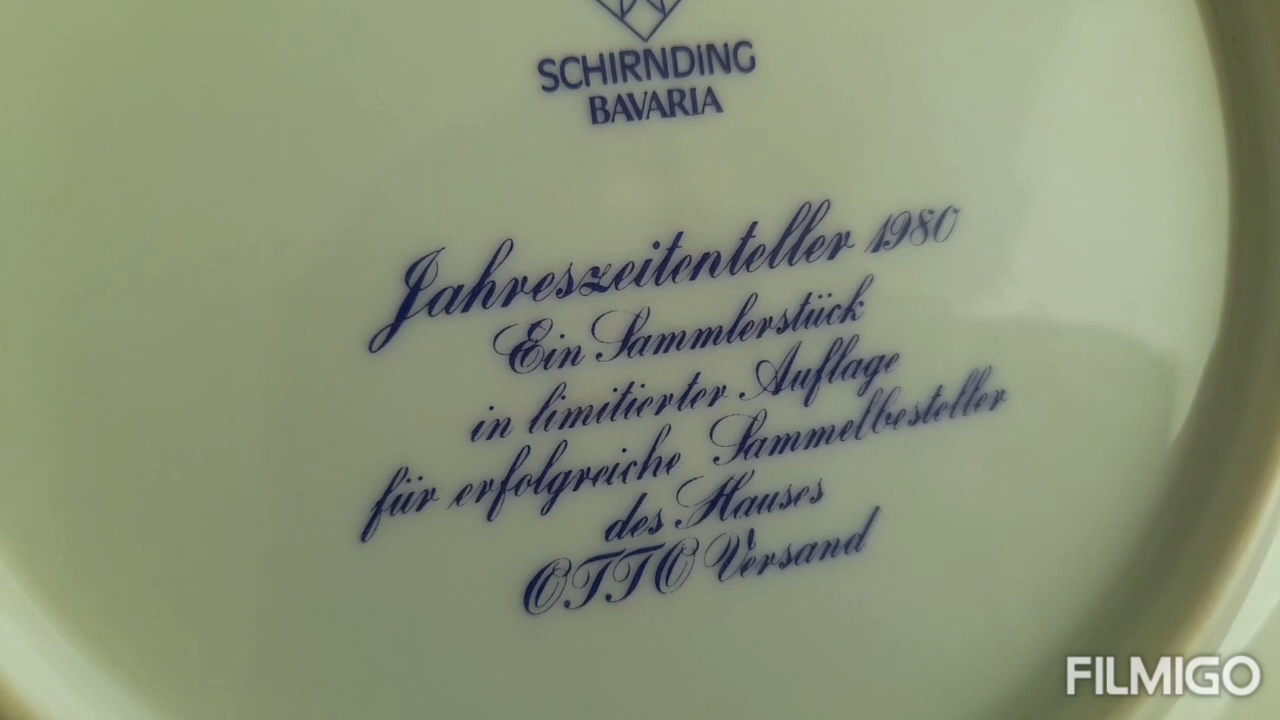 SCHIRNDING
BAVARIA
Jahreszeitenteller 1980
Ein Sammlerstück
in limitierter Auflage
für erfolgreiche Sammelbesteller
des Hauses
OTTO Versand
FILMIGO